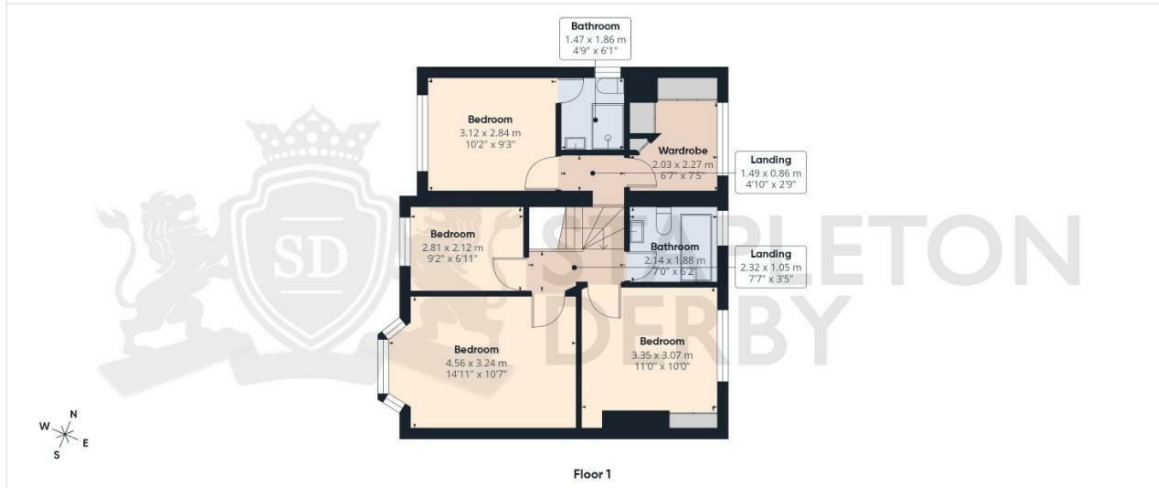 Bathroom
1.47 x 1.86 m
4'9" x 6'1"
Bedroom
3.12 x 2.84 m
10'2" x 9'3"
Wardrobe
2.03 x 2.27 m
6'7" x 7'5"
Landing
1.49 x 0.86 m
4'10" x 2'9"
Bedroom
2.81 x 2.12 m
9'2" x 6'11"
Bathroom
2.14 x 1.88 m
7'0" x 6'2"
Landing
2.32 x 1.05 m
7'7" x 3'5"
Bedroom
4.56 x 3.24 m
14'11" x 10'7"
Bedroom
3.35 x 3.07 m
11'0" x 10'0"
SD
STAPLETON
DERBY
N
W
E
S
Floor 1